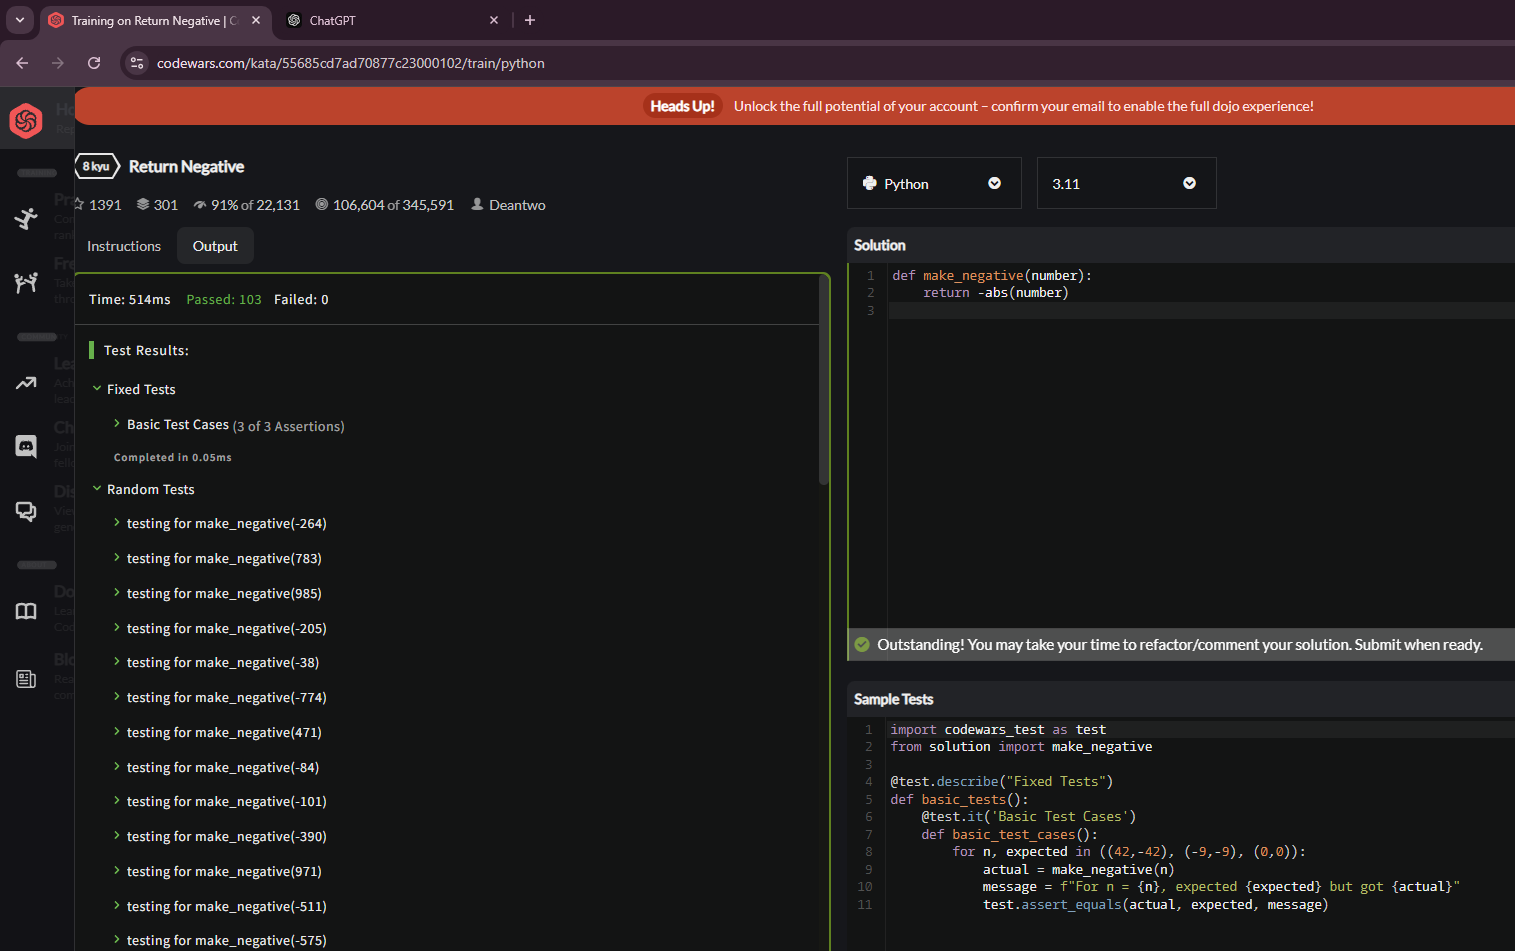 Training on Return Negative | C
ChatGPT
codewars.com/kata/55685cd7ad70877c23000102/train/python
Heads Up! Unlock the full potential of your account – confirm your email to enable the full dojo experience!
8 kyu Return Negative
1391 301 91% of 22,131 106,604 of 345,591 Deantwo
Instructions Output
Time: 514ms Passed: 103 Failed: 0
Test Results:
Fixed Tests
Basic Test Cases (3 of 3 Assertions)
Completed in 0.05ms
Random Tests
testing for make_negative(-264)
testing for make_negative(783)
testing for make_negative(985)
testing for make_negative(-205)
testing for make_negative(-38)
testing for make_negative(-774)
testing for make_negative(471)
testing for make_negative(-84)
testing for make_negative(-101)
testing for make_negative(-390)
testing for make_negative(971)
testing for make_negative(-511)
testing for make_negative(-575)
Python 3.11
Solution
1 def make_negative(number):
2 return -abs(number)
3
Outstanding! You may take your time to refactor/comment your solution. Submit when ready.
Sample Tests
1 import codewars_test as test
2 from solution import make_negative
3
4 @test.describe("Fixed Tests")
5 def basic_tests():
6 @test.it('Basic Test Cases')
7 def basic_test_cases():
8 for n, expected in ((42,-42), (-9,-9), (0,0)):
9 actual = make_negative(n)
10 message = f"For n = {n}, expected {expected} but got {actual}"
11 test.assert_equals(actual, expected, message)